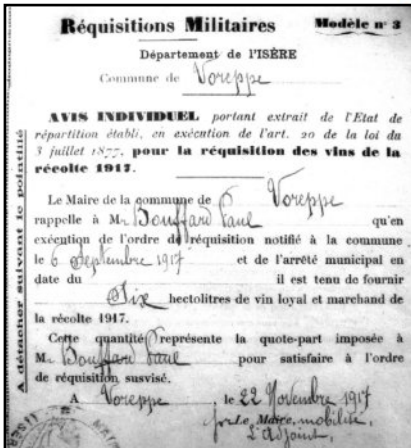 Réquisitions Militaires Modèle nº 3
Département de l'ISÈRE
Commune de Voreppe
AVIS INDIVIDUEL portant extrait de l'Etat de
répartition établi, en exécution de l'art. 20 de la loi du
3 juillet 1877, pour la réquisition des vins de la
récolte 1917.
Le Maire de la commune de Voreppe
rappelle à M. Bouffard Paul qu'en
exécution de l'ordre de réquisition notifié à la commune
le 6 Septembre 1917 et de l'arrêté municipal en
date du il est tenu de fournir
Six hectolitres de vin loyal et marchand de
la récolte 1917.
Cette quantité représente la quote-part imposée à
M. Bouffard Paul pour satisfaire à l'ordre
de réquisition susvisé.
A Voreppe, le 22 Novembre 1917
Le Maire, mobilisé,
L'adjoint,
A détacher suivant le pointillé